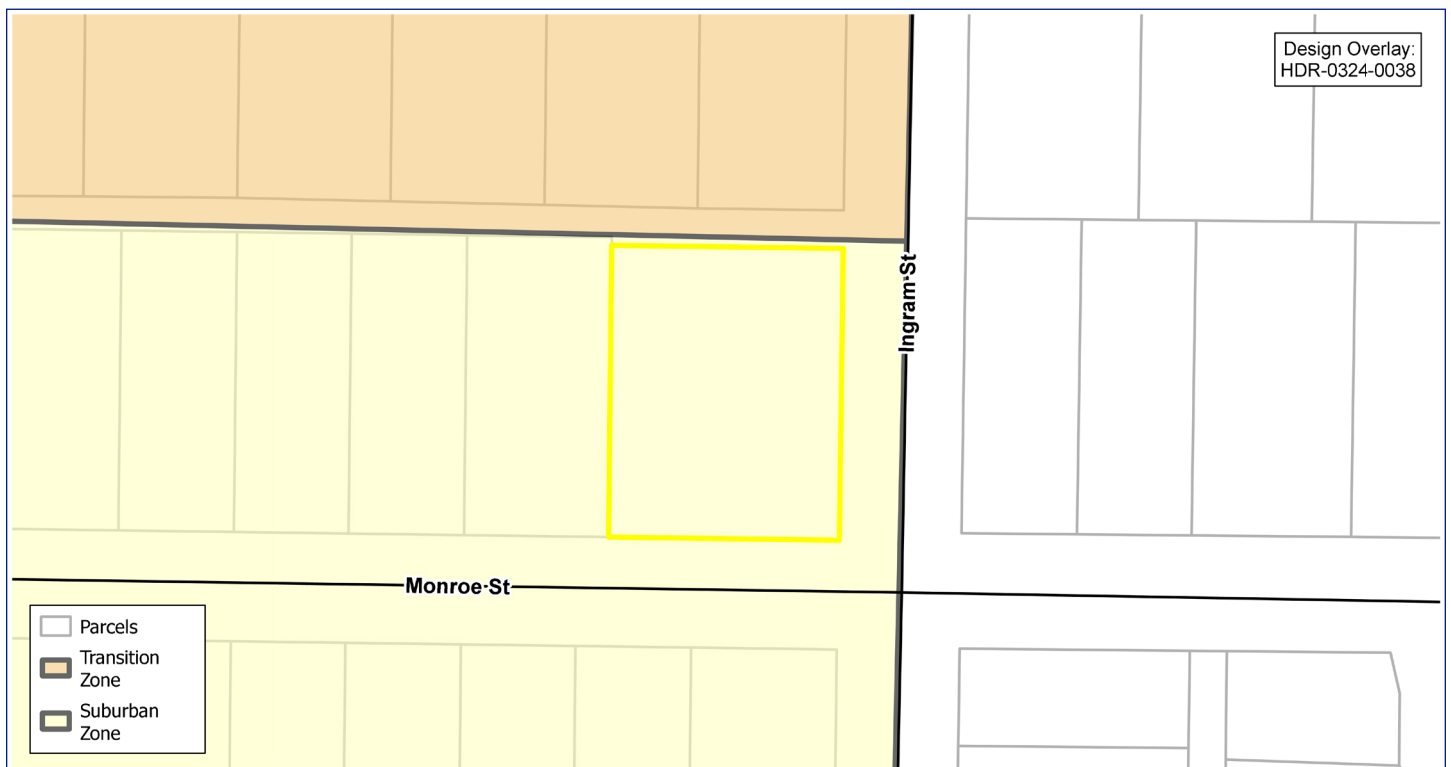 Design Overlay:
HDR-0324-0038
Ingram St
Monroe St
Parcels
Transition
Zone
Suburban
Zone